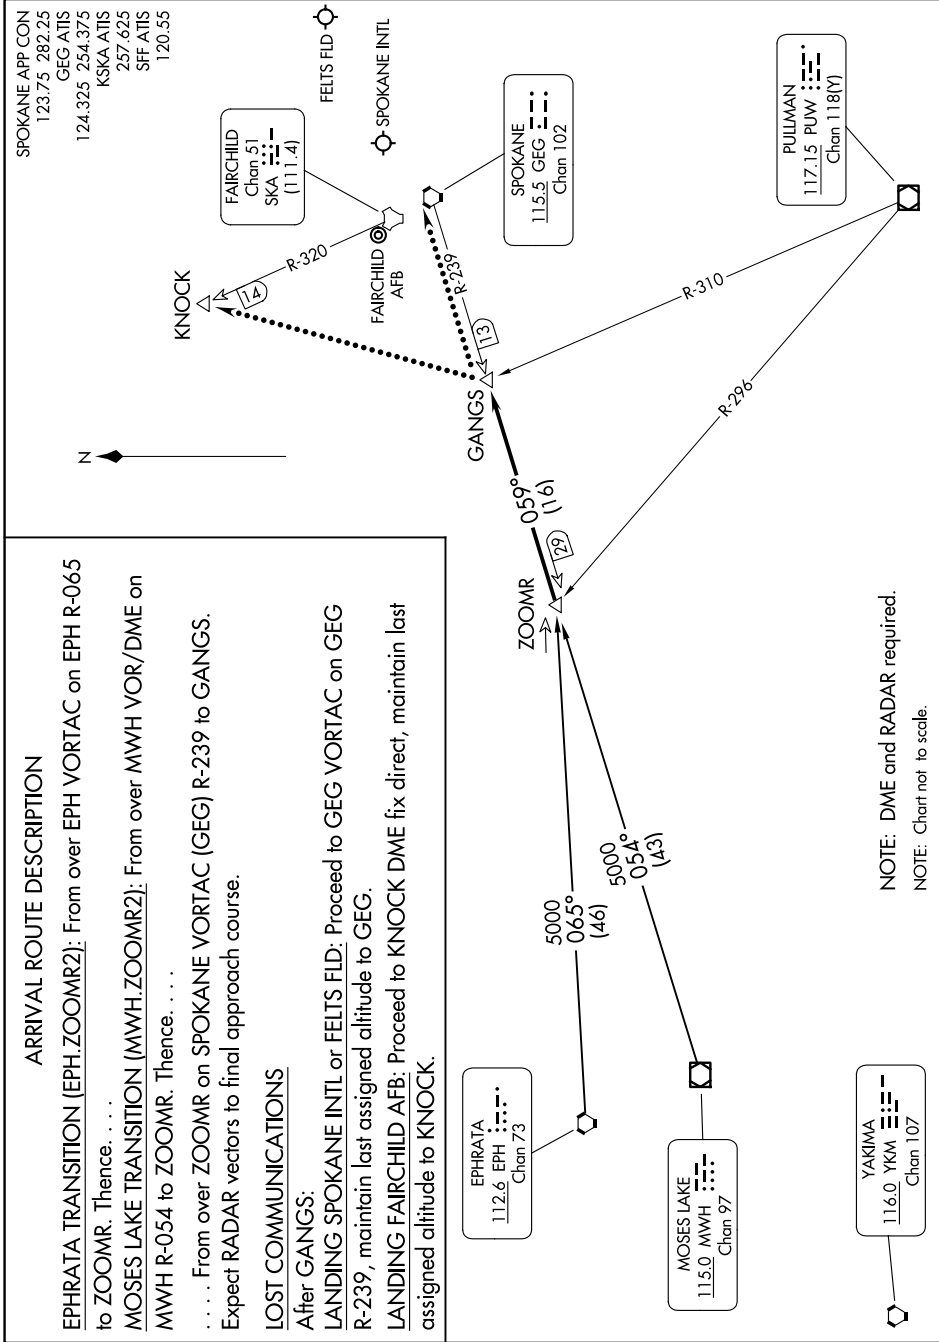 ARRIVAL ROUTE DESCRIPTION
EPHRATA TRANSITION (EPH.ZOOMR2): From over EPH VORTAC on EPH R-065
to ZOOMR. Thence. . . .
MOSES LAKE TRANSITION (MWH.ZOOMR2): From over MWH VOR/DME on
MWH R-054 to ZOOMR. Thence. . . .
. . . . From over ZOOMR on SPOKANE VORTAC (GEG) R-239 to GANGS.
Expect RADAR vectors to final approach course.
LOST COMMUNICATIONS
After GANGS:
LANDING SPOKANE INTL or FELTS FLD: Proceed to GEG VORTAC on GEG
R-239, maintain last assigned altitude to GEG.
LANDING FAIRCHILD AFB: Proceed to KNOCK DME fix direct, maintain last
assigned altitude to KNOCK.
SPOKANE APP CON
123.75 282.25
GEG ATIS
124.325 254.375
KSKA ATIS
257.625
SFF ATIS
120.55
N
KNOCK
14
R-320
FAIRCHILD
Chan 51
SKA
(111.4)
FELTS FLD
SPOKANE INTL
FAIRCHILD
AFB
SPOKANE
115.5 GEG
Chan 102
R-239
13
GANGS
059°
(16)
29
ZOOMR
R-310
R-296
PULLMAN
117.15 PUW
Chan 118(Y)
5000
065°
(46)
5000
054°
(43)
EPHRATA
112.6 EPH
Chan 73
MOSES LAKE
115.0 MWH
Chan 97
YAKIMA
116.0 YKM
Chan 107
NOTE: DME and RADAR required.
NOTE: Chart not to scale.